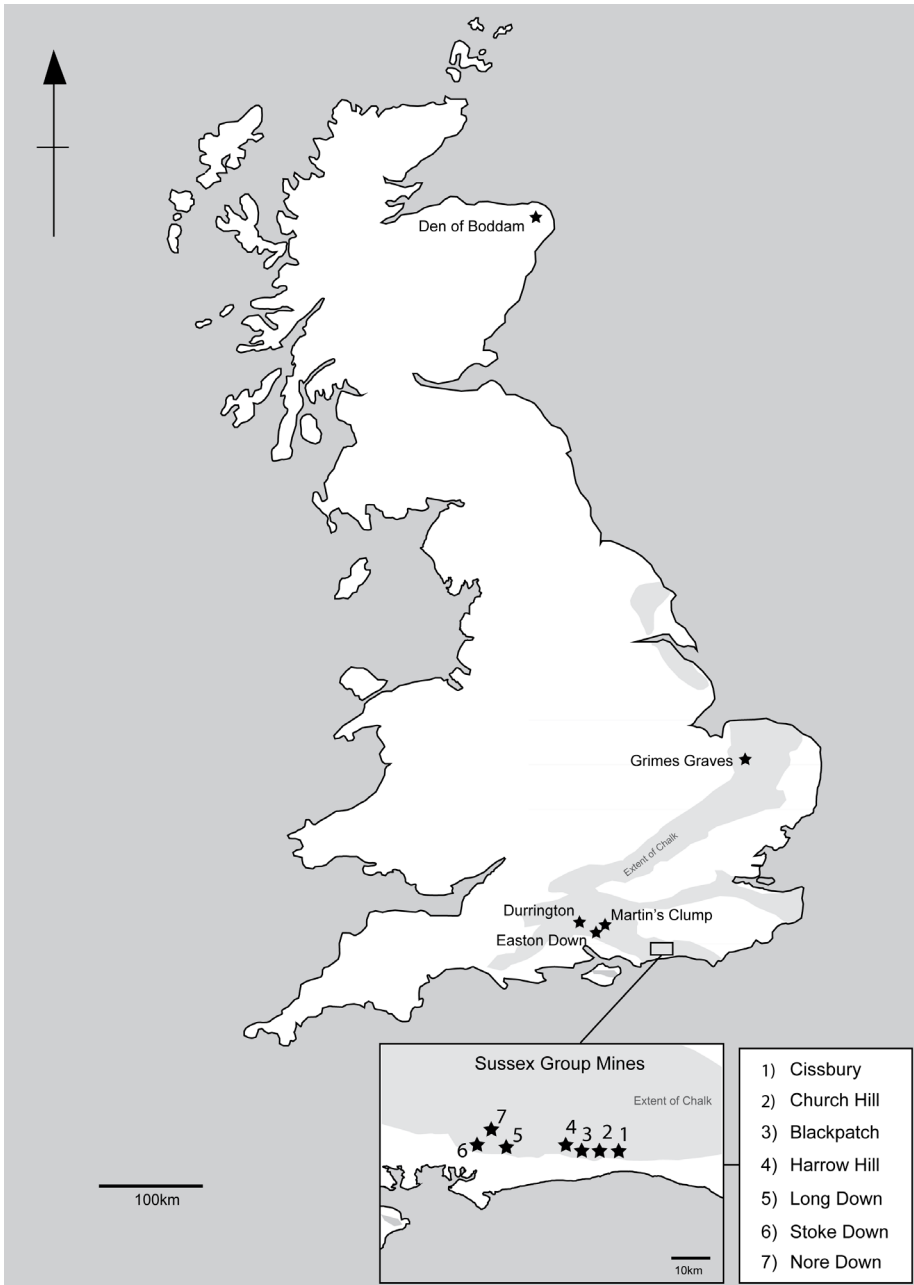 Den of Boddam
Grimes Graves
Extent of Chalk
Durrington
Martin's Clump
Easton Down
Sussex Group Mines
Extent of Chalk
7
6
5
4
3
2
1
10km
100km
1) Cissbury
2) Church Hill
3) Blackpatch
4) Harrow Hill
5) Long Down
6) Stoke Down
7) Nore Down